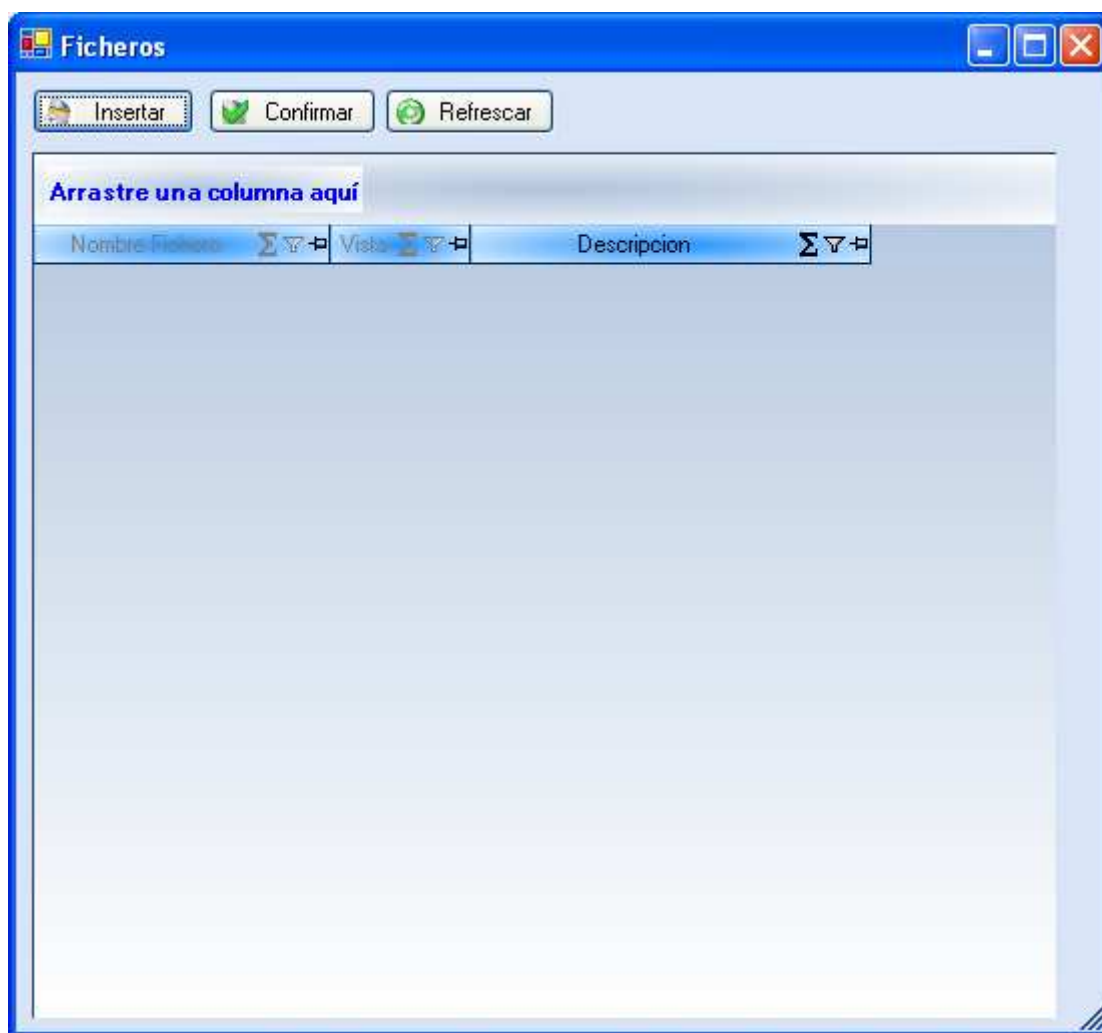 Ficheros
Insertar Confirmar Refrescar
Arrastre una columna aquí
Nombre Fichero Σ Vista Σ Descripcion Σ